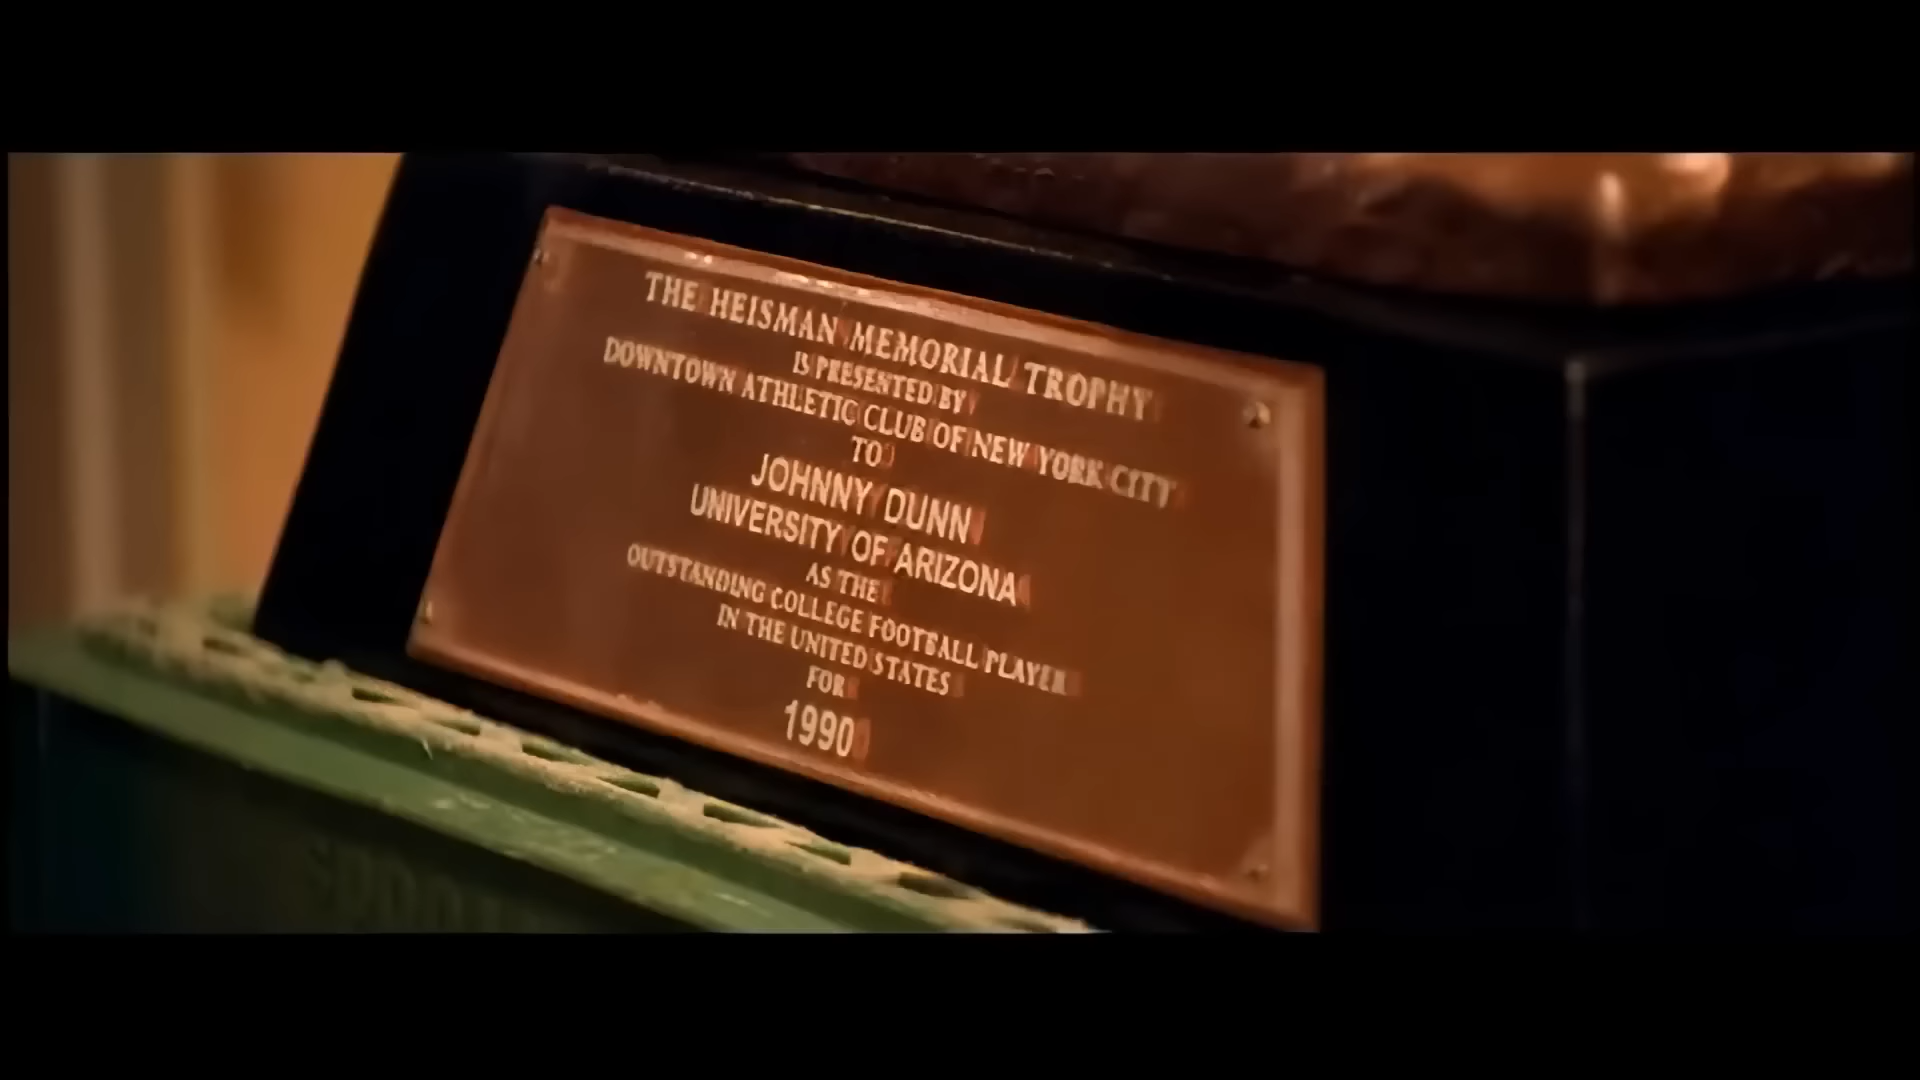 THE HEISMAN MEMORIAL TROPHY
IS PRESENTED BY
DOWNTOWN ATHLETIC CLUB OF NEW YORK CITY
TO
JOHNNY DUNN
UNIVERSITY OF ARIZONA
AS THE
OUTSTANDING COLLEGE FOOTBALL PLAYER
IN THE UNITED STATES
FOR
1990